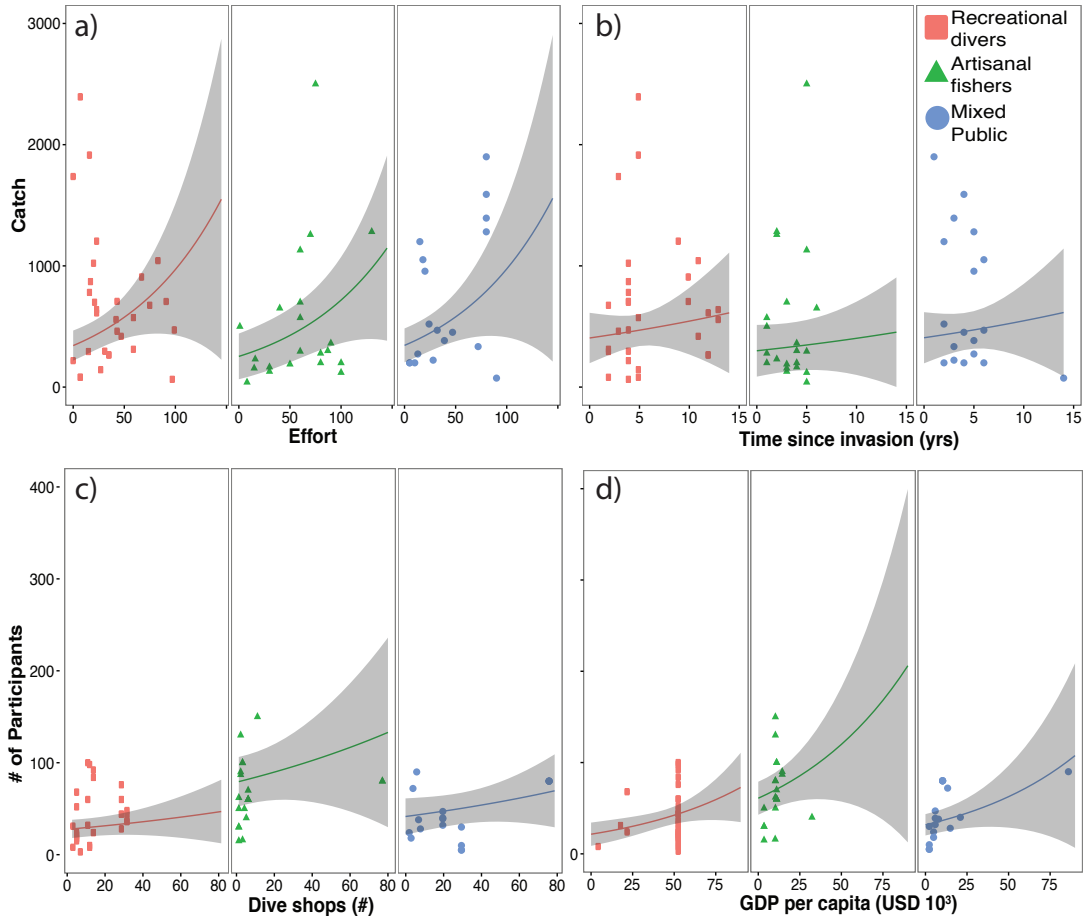 a)
b)
Recreational
divers
Artisanal
fishers
Mixed
Public
3000
2000
1000
0
Catch
0 50 100 0 50 100 0 50 100
Effort
0 5 10 15 0 5 10 15 0 5 10 15
Time since invasion (yrs)
c)
d)
400
300
200
100
0
# of Participants
0
0 20 40 60 80 0 20 40 60 80 0 20 40 60 80
Dive shops (#)
0 25 50 75 0 25 50 75 0 25 50 75
GDP per capita (USD 10³)